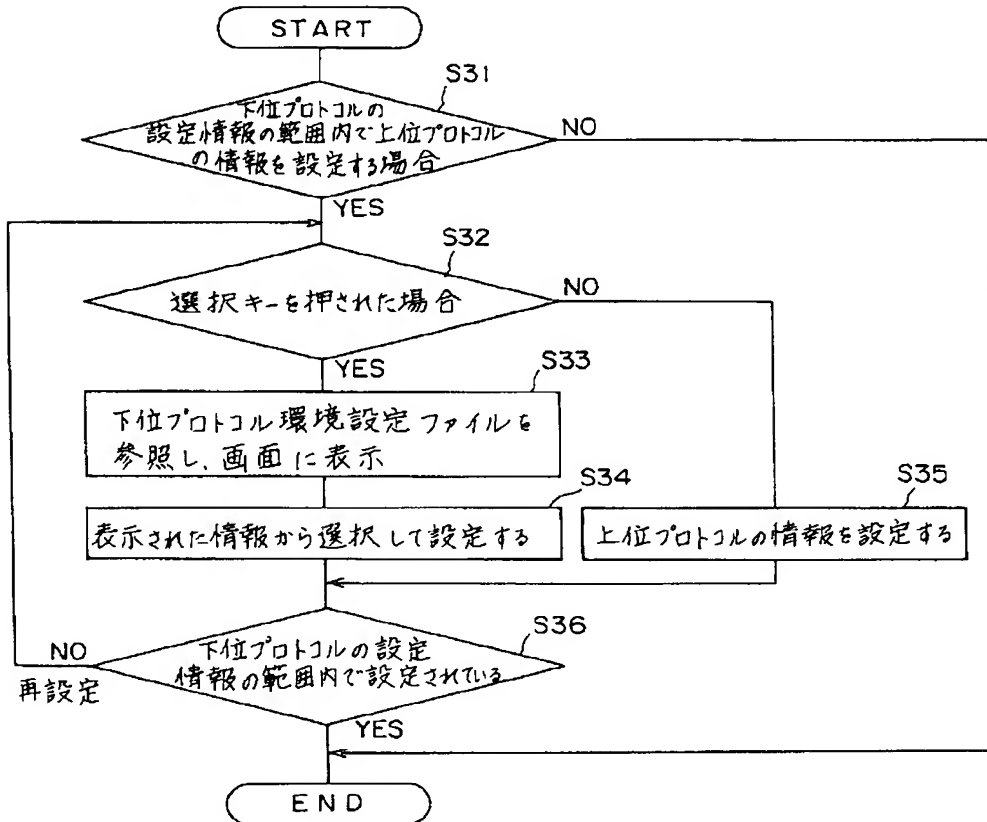 START
S31
下位プロトコルの
設定情報の範囲内で上位プロトコル
の情報を設定する場合
NO
YES
S32
選択キーを押された場合
NO
YES
S33
下位プロトコル環境設定ファイルを
参照し、画面に表示
S34
表示された情報から選択して設定する
S35
上位プロトコルの情報を設定する
S36
下位プロトコルの設定
情報の範囲内で設定されている
NO
再設定
YES
END